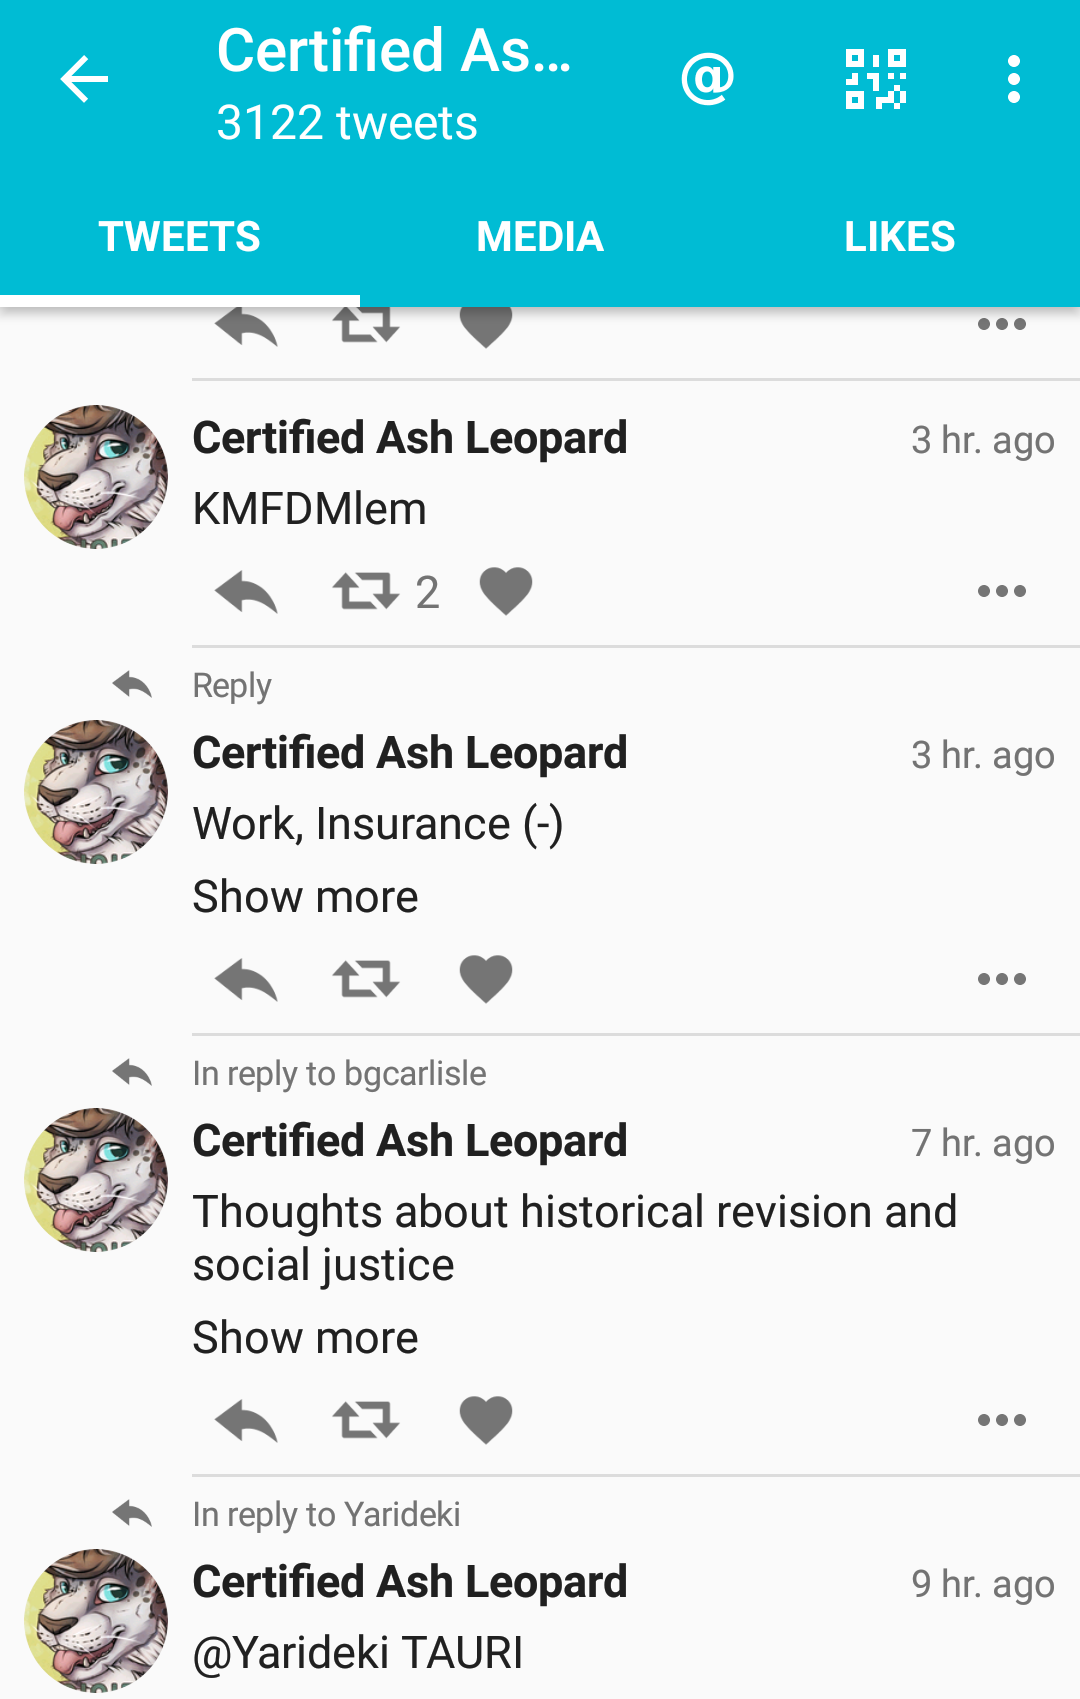 Certified As...
3122 tweets
@
TWEETS MEDIA LIKES
Certified Ash Leopard 3 hr. ago
KMFDMlem
2
Reply
Certified Ash Leopard 3 hr. ago
Work, Insurance (-)
Show more
In reply to bgcarlisle
Certified Ash Leopard 7 hr. ago
Thoughts about historical revision and
social justice
Show more
In reply to Yarideki
Certified Ash Leopard 9 hr. ago
@Yarideki TAURI